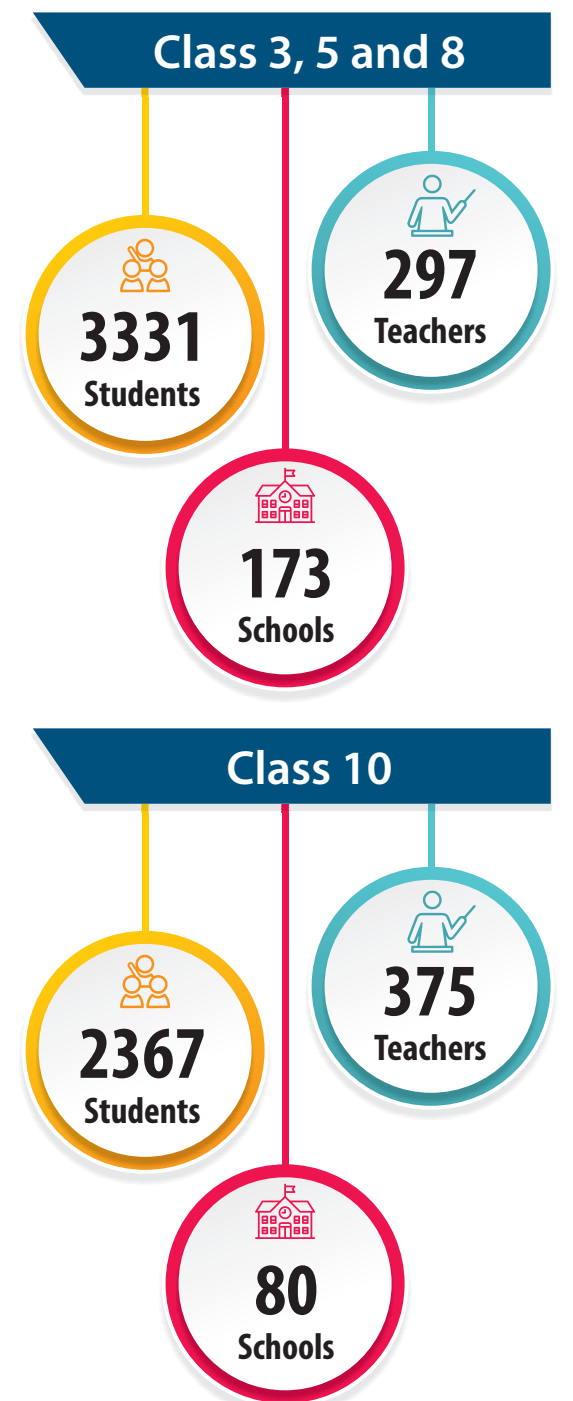 Class 3, 5 and 8
297
Teachers
3331
Students
173
Schools
Class 10
375
Teachers
2367
Students
80
Schools